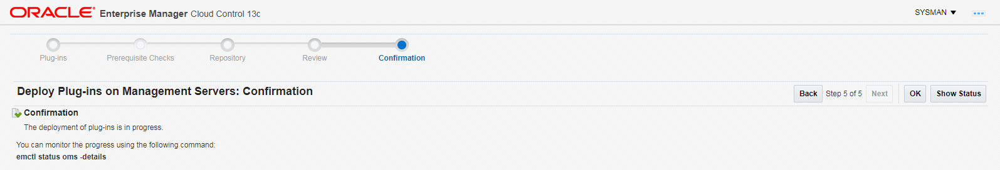 ORACLE Enterprise Manager Cloud Control 13c SYSMAN
Plug-ins Prerequisite Checks Repository Review Confirmation
Deploy Plug-ins on Management Servers: Confirmation Back Step 5 of 5 Next OK Show Status
Confirmation
The deployment of plug-ins is in progress.
You can monitor the progress using the following command:
emctl status oms -details